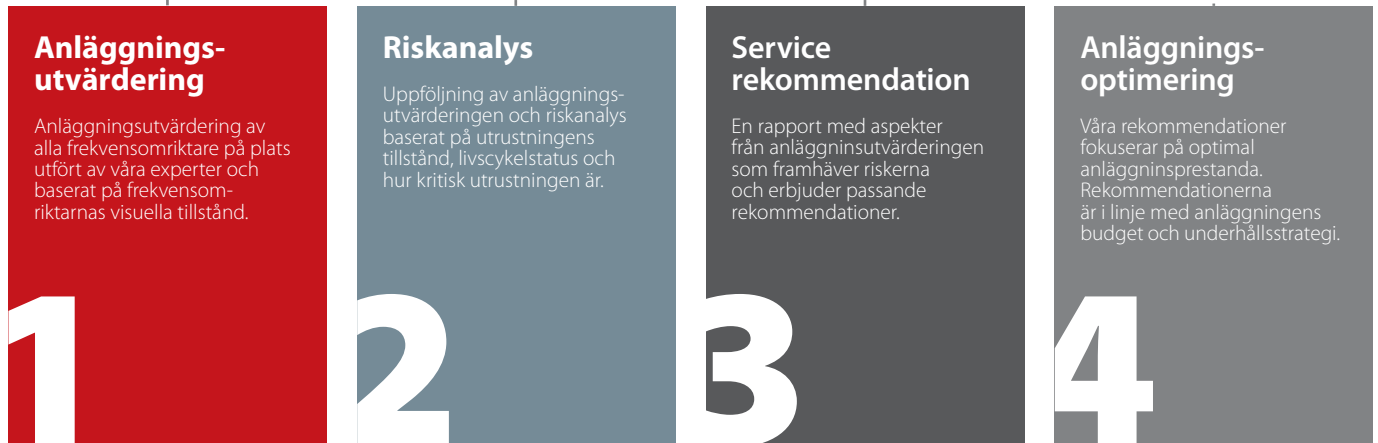 Anläggnings-
utvärdering
Anläggningsutvärdering av
alla frekvensomriktare på plats
utfört av våra experter och
baserat på frekvensom-
riktarnas visuella tillstånd.
1
Riskanalys
Uppföljning av anläggnings-
utvärderingen och riskanalys
baserat på utrustningens
tillstånd, livscykelstatus och
hur kritisk utrustningen är.
2
Service
rekommendation
En rapport med aspekter
från anläggninsutvärderingen
som framhäver riskerna
och erbjuder passande
rekommendationer.
3
Anläggnings-
optimering
Våra rekommendationer
fokuserar på optimal
anläggninsprestanda.
Rekommendationerna
är i linje med anläggningens
budget och underhållsstrategi.
4